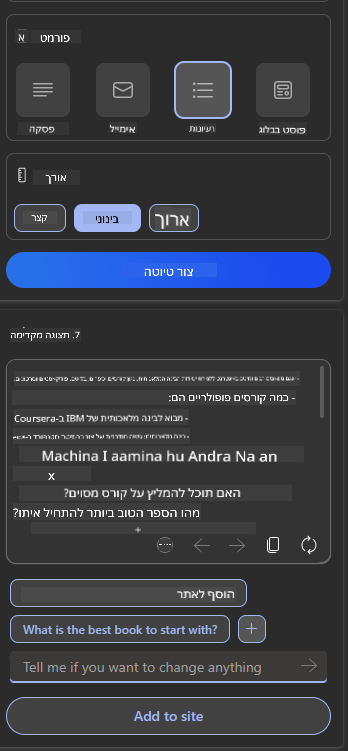 פורמט
פסקה
אימייל
רעיונות
פוסט בבלוג
אורך
קצר
בינוני
ארוך
צור טיוטה
7. תצוגה מקדימה
- כמה קורסים פופולריים הם:
- מבוא לבינה מלאכותית של IBM ב-Coursera
Machina I aamina hu Andra Na an
x
האם תוכל להמליץ על קורס מסוים?
מהו הספר הטוב ביותר להתחיל איתו?
+
הוסף לאתר
What is the best book to start with?
+
Tell me if you want to change anything
Add to site